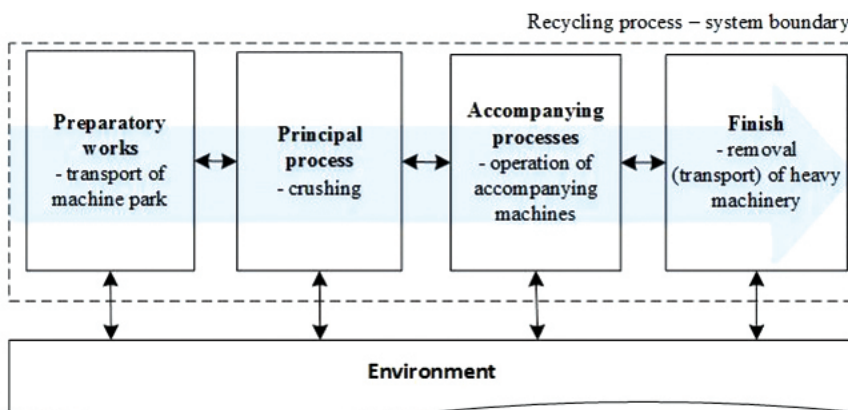 Recycling process – system boundary
Preparatory
works
- transport of
machine park
Principal
process
- crushing
Accompanying
processes
- operation of
accompanying
machines
Finish
- removal
(transport) of heavy
machinery
Environment